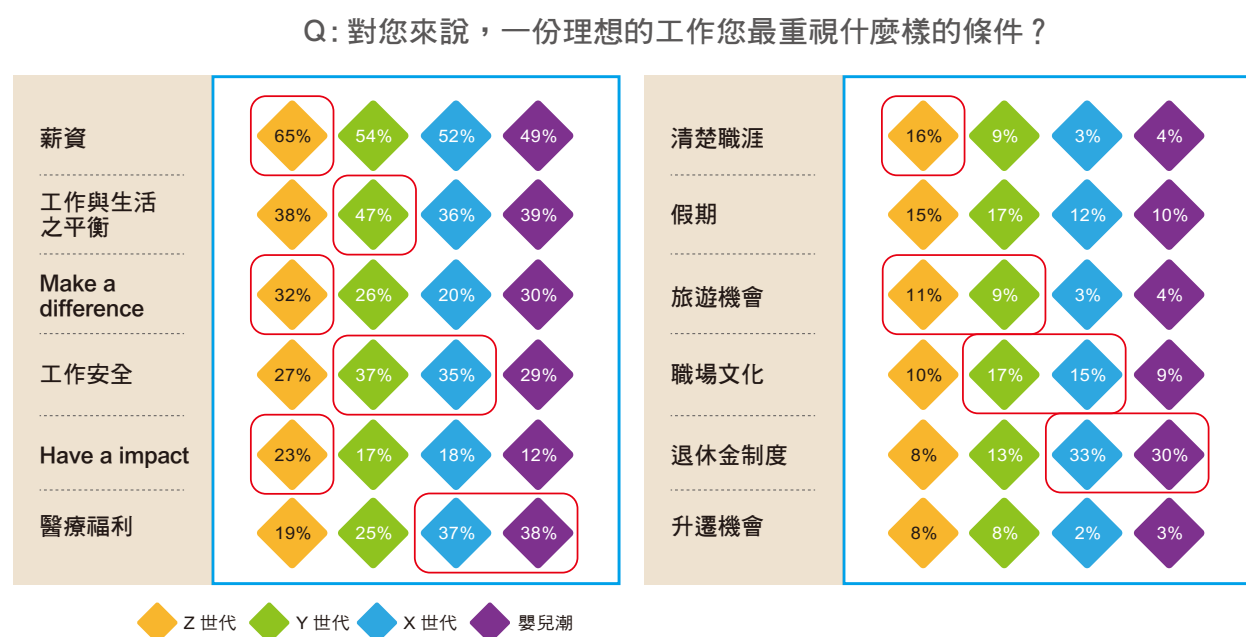 Q: 對您來說，一份理想的工作您最重視什麼樣的條件？
薪資 65% 54% 52% 49%
工作與生活
之平衡 38% 47% 36% 39%
Make a
difference 32% 26% 20% 30%
工作安全 27% 37% 35% 29%
Have a impact 23% 17% 18% 12%
醫療福利 19% 25% 37% 38%
清楚職涯 16% 9% 3% 4%
假期 15% 17% 12% 10%
旅遊機會 11% 9% 3% 4%
職場文化 10% 17% 15% 9%
退休金制度 8% 13% 33% 30%
升遷機會 8% 8% 2% 3%
Z 世代 Y 世代 X 世代 嬰兒潮